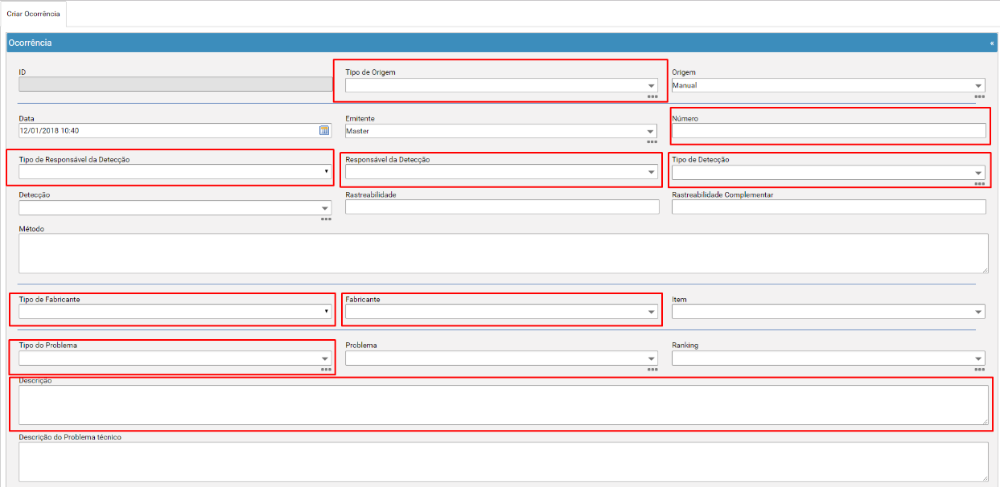 Criar Ocorrência
Ocorrência «
ID Tipo de Origem Origem
Manual
Data Emitente Número
12/01/2018 10:40 Master
Tipo de Responsável da Detecção Responsável da Detecção Tipo de Detecção
Detecção Rastreabilidade Rastreabilidade Complementar
Método
Tipo de Fabricante Fabricante Item
Tipo do Problema Problema Ranking
Descrição
Descrição do Problema técnico